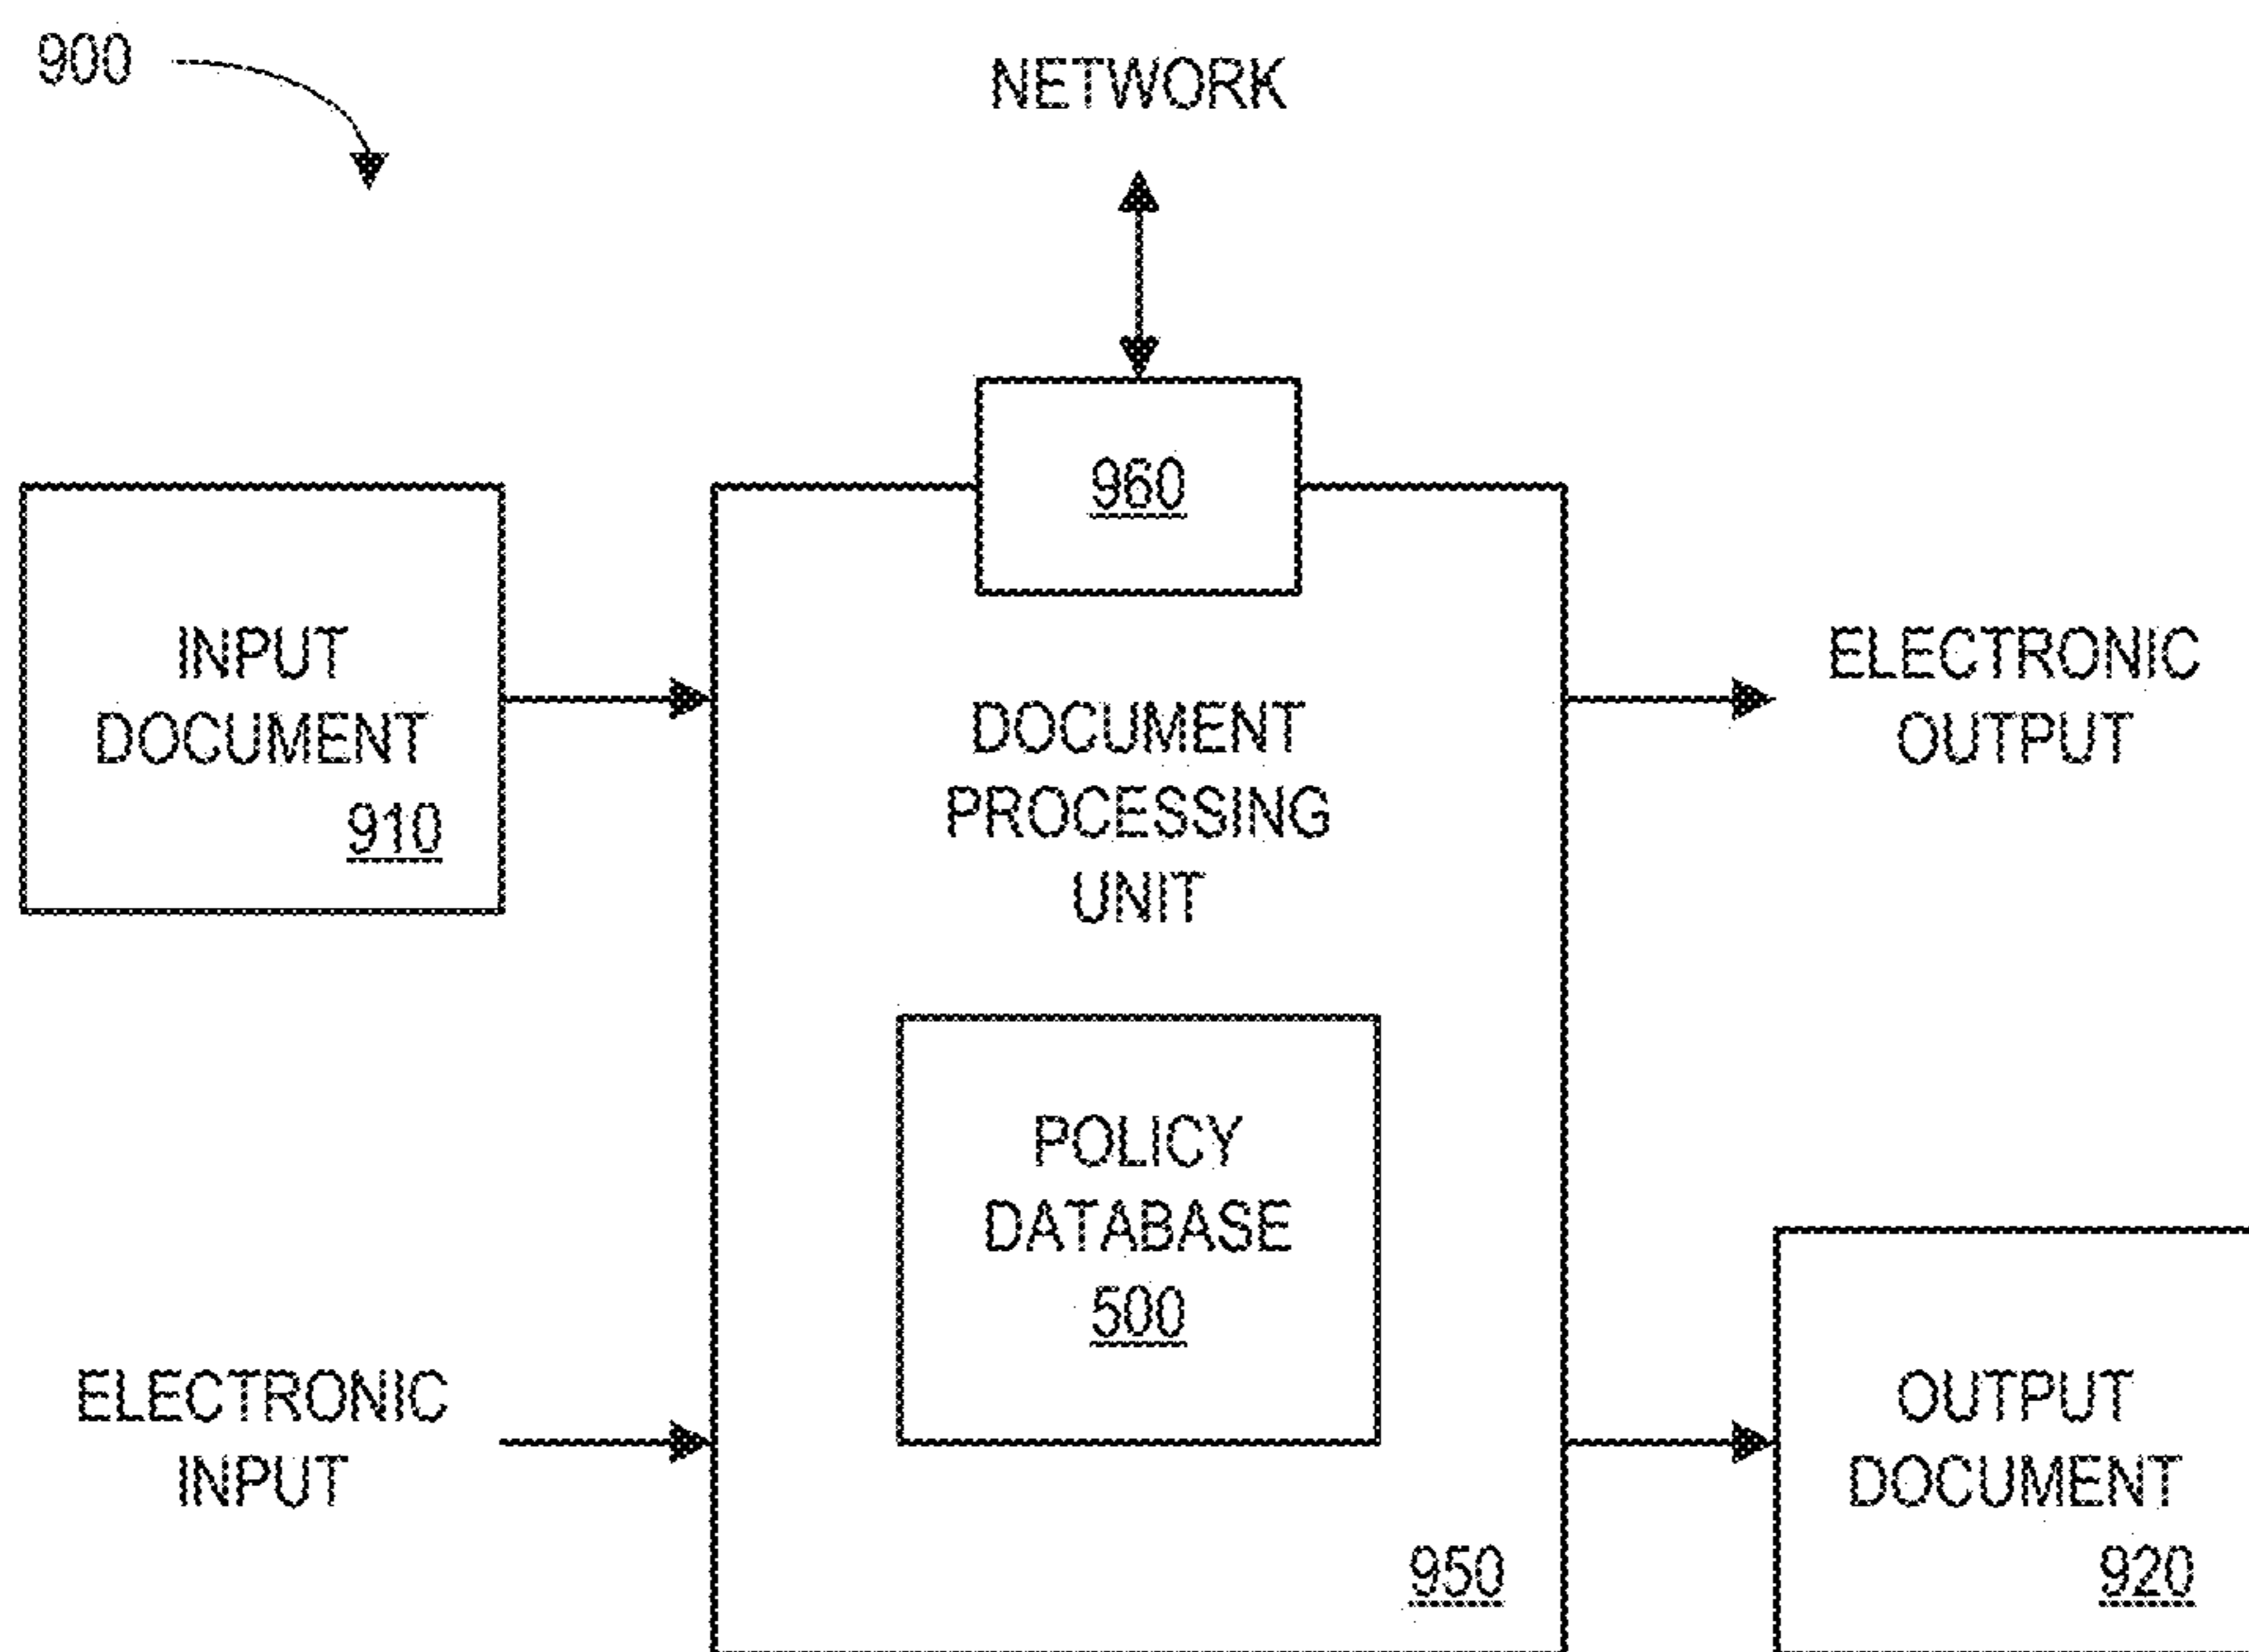 900
NETWORK
960
INPUT
DOCUMENT
910
DOCUMENT
PROCESSING
UNIT
ELECTRONIC
OUTPUT
POLICY
DATABASE
500
ELECTRONIC
INPUT
950
OUTPUT
DOCUMENT
920